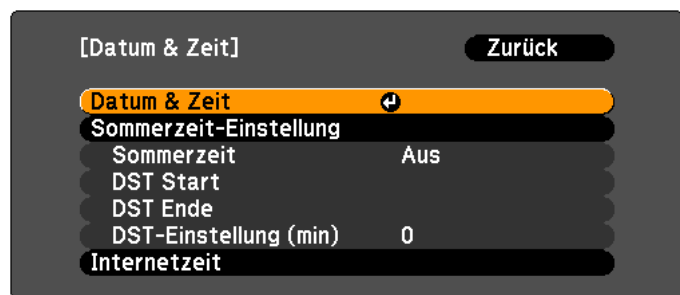 [Datum & Zeit] Zurück
Datum & Zeit
Sommerzeit-Einstellung
Sommerzeit Aus
DST Start
DST Ende
DST-Einstellung (min) 0
Internetzeit